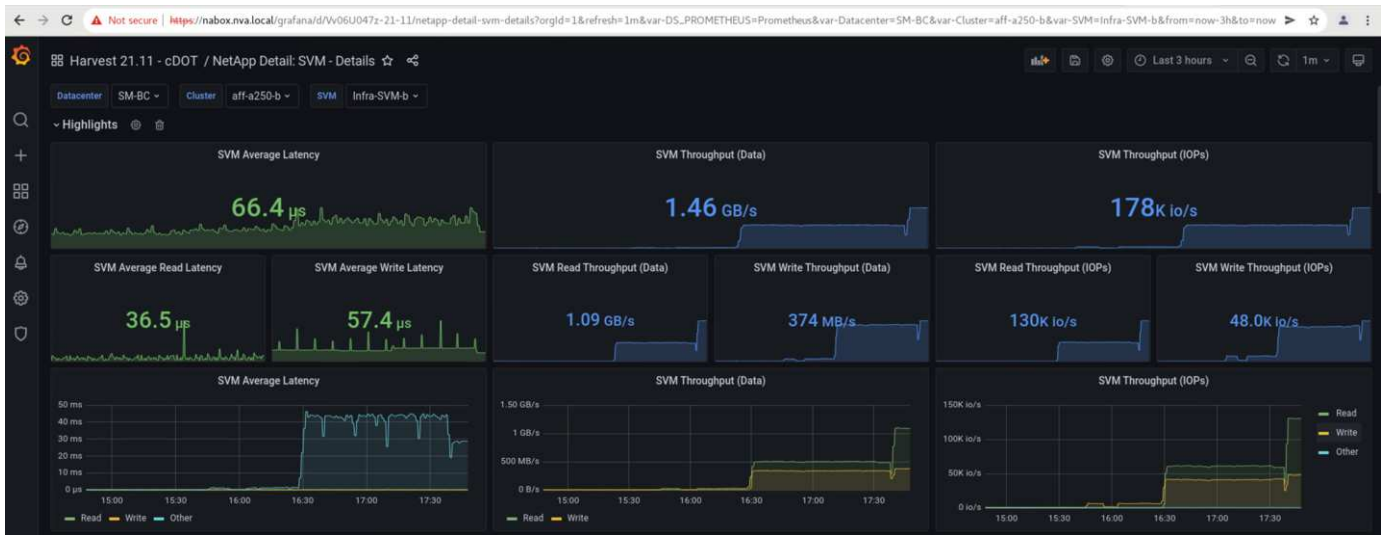 Not secure | https://nabox.nva.local/grafana/d/Vv06U047z-21-11/netapp-detail-svm-details?orgId=1&refresh=1m&var-DS_PROMETHEUS=Prometheus&var-Datacenter=SM-BC&var-Cluster=aff-a250-b&var-SVM=Infra-SVM-b&from=now-3h&to=now
Harvest 21.11 - cDOT / NetApp Detail: SVM - Details
Last 3 hours
1m
Datacenter SM-BC Cluster aff-a250-b SVM Infra-SVM-b
Highlights
SVM Average Latency
66.4 µs
SVM Throughput (Data)
1.46 GB/s
SVM Throughput (IOPs)
178K io/s
SVM Average Read Latency
36.5 µs
SVM Average Write Latency
57.4 µs
SVM Read Throughput (Data)
1.09 GB/s
SVM Write Throughput (Data)
374 MB/s
SVM Read Throughput (IOPs)
130K io/s
SVM Write Throughput (IOPs)
48.0K io/s
SVM Average Latency
50 ms
40 ms
30 ms
20 ms
10 ms
0 µs
15:00 15:30 16:00 16:30 17:00 17:30
Read Write Other
SVM Throughput (Data)
1.50 GB/s
1 GB/s
500 MB/s
0 B/s
15:00 15:30 16:00 16:30 17:00 17:30
Read Write
SVM Throughput (IOPs)
150K io/s
100K io/s
50K io/s
0 io/s
15:00 15:30 16:00 16:30 17:00 17:30
Read
Write
Other